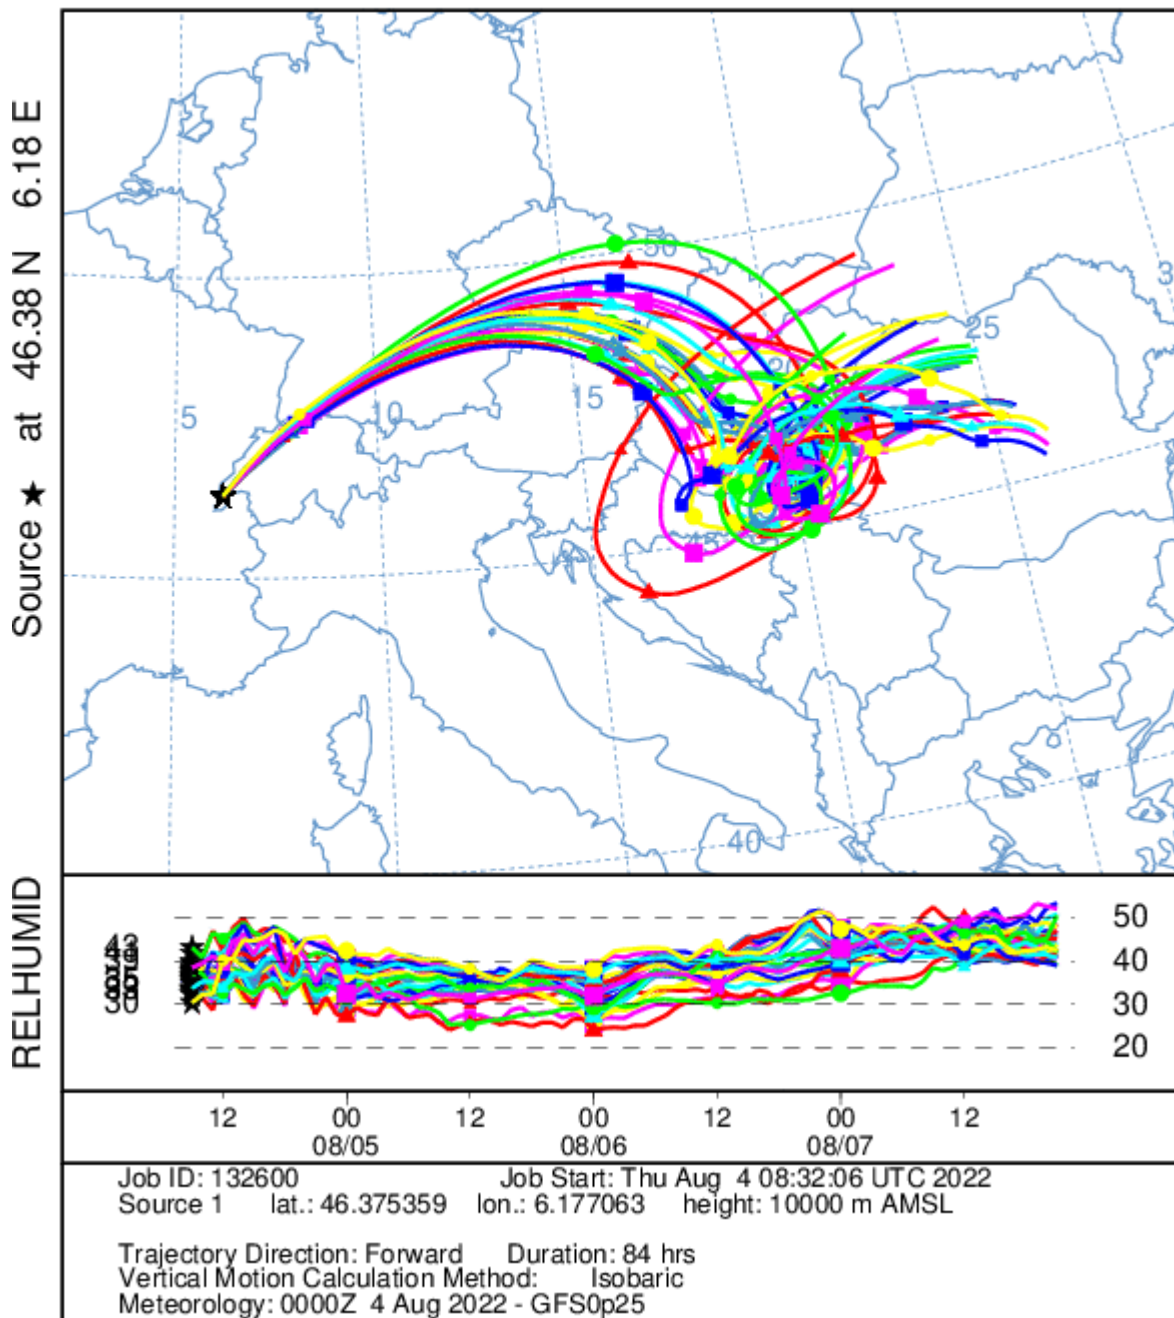 Source ★ at 46.38 N 6.18 E
50
25
5
10
15
20
45
40
RELHUMID
50
40
30
20
30
12 00 12 00 12 00 12
08/05 08/06 08/07
Job ID: 132600 Job Start: Thu Aug 4 08:32:06 UTC 2022
Source 1 lat.: 46.375359 lon.: 6.177063 height: 10000 m AMSL
Trajectory Direction: Forward Duration: 84 hrs
Vertical Motion Calculation Method: Isobaric
Meteorology: 0000Z 4 Aug 2022 - GFS0p25